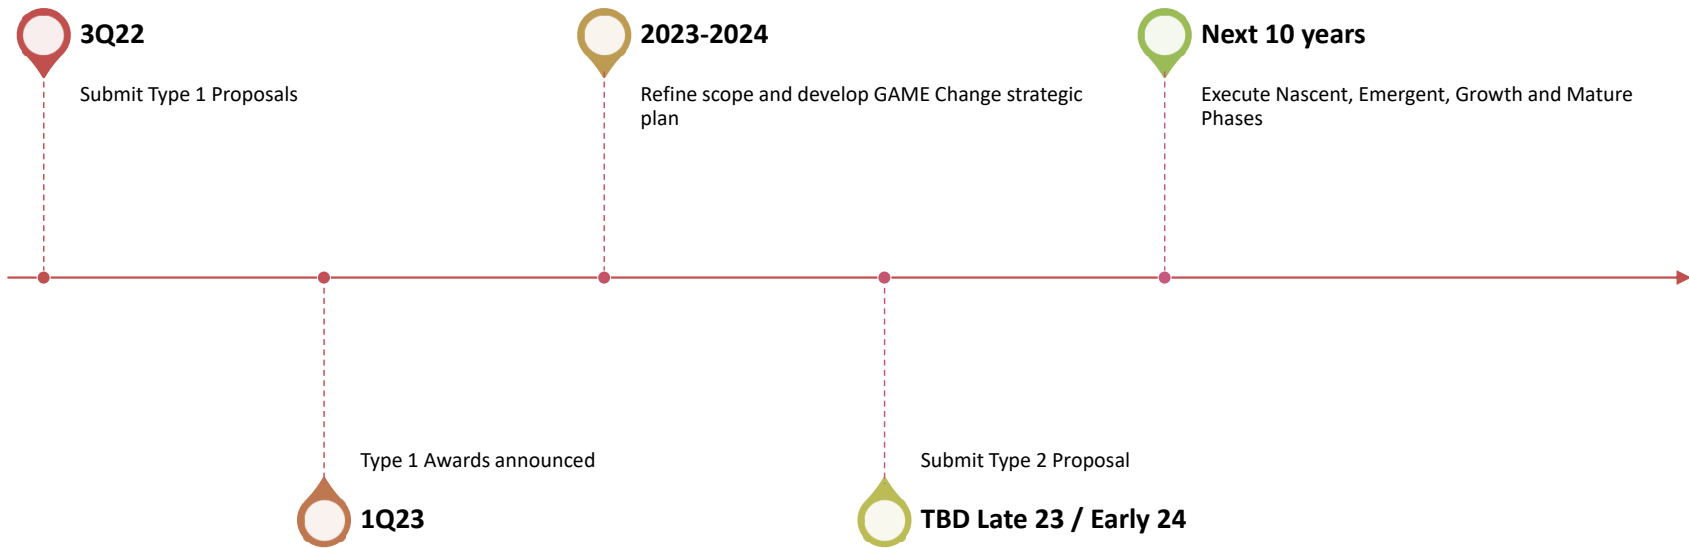 3Q22
Submit Type 1 Proposals
2023-2024
Refine scope and develop GAME Change strategic
plan
Next 10 years
Execute Nascent, Emergent, Growth and Mature
Phases
Type 1 Awards announced
1Q23
Submit Type 2 Proposal
TBD Late 23 / Early 24